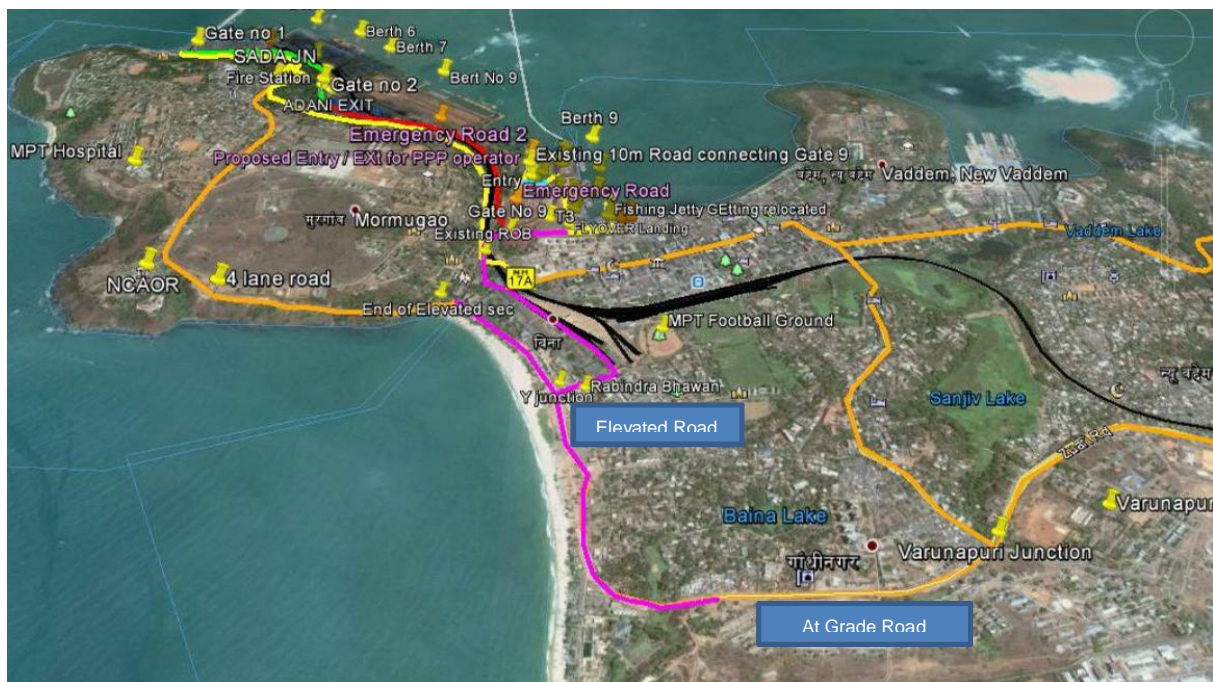 Gate no 1
Berth 6
Berth 7
SADA JN
Fire Station
Gate no 2
Bert No 9
ADANI EXIT
Emergency Road 2
Berth 9
MPT Hospital
Proposed Entry / EXt for PPP operator
Existing 10m Road connecting Gate 9
वाडेम, न्यू वाडेम
Vaddem, New Vaddem
Entry
Emergency Road
मुरगांव
Mormugao
Gate No 9
T3
Fishing Jetty GEtting relocated
Existing ROB
FLYOVER Landing
Vaddem Lake
NCAOR
4 lane road
17A
End of Elevated sec
MPT Football Ground
बिना
Y junction
Rabindra Bhawan
Sanjiv Lake
Elevated Road
Zuari Rd
Varunapur
Baina Lake
गाँधीनगर
Varunapuri Junction
At Grade Road